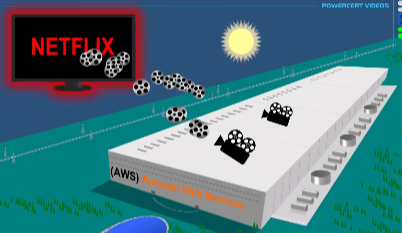 POWERCERT VIDEOS
NETFLIX
(AWS) Amazon Web Services